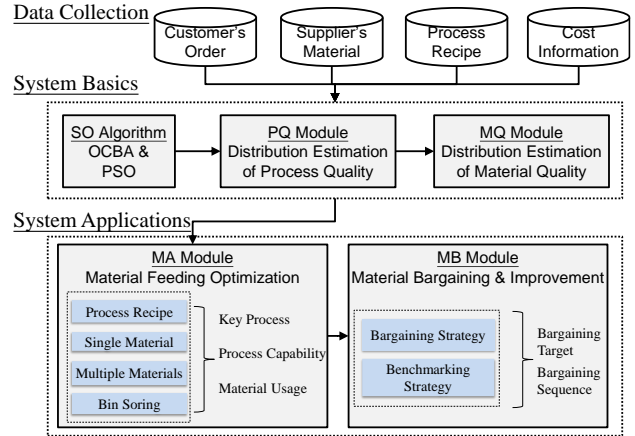 Data Collection
Customer's
Order
Supplier's
Material
Process
Recipe
Cost
Information
System Basics
SO Algorithm
OCBA &
PSO
PQ Module
Distribution Estimation
of Process Quality
MQ Module
Distribution Estimation
of Material Quality
System Applications
MA Module
Material Feeding Optimization
Process Recipe
Single Material
Multiple Materials
Bin Soring
Key Process
Process Capability
Material Usage
MB Module
Material Bargaining & Improvement
Bargaining Strategy
Benchmarking
Strategy
Bargaining
Target
Bargaining
Sequence